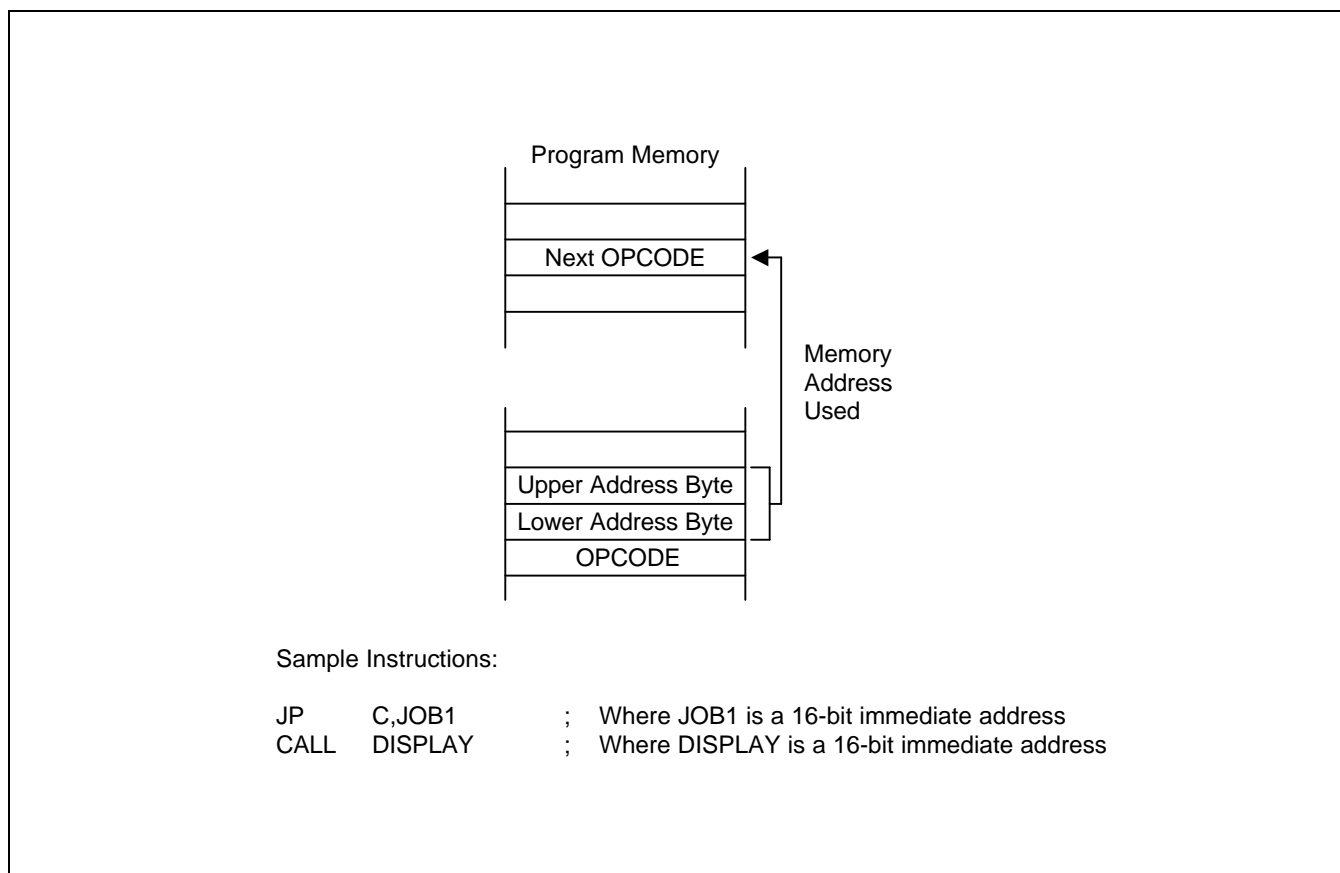 Program Memory
Next OPCODE
Memory
Address
Used
Upper Address Byte
Lower Address Byte
OPCODE
Sample Instructions:
JP C,JOB1 ; Where JOB1 is a 16-bit immediate address
CALL DISPLAY ; Where DISPLAY is a 16-bit immediate address